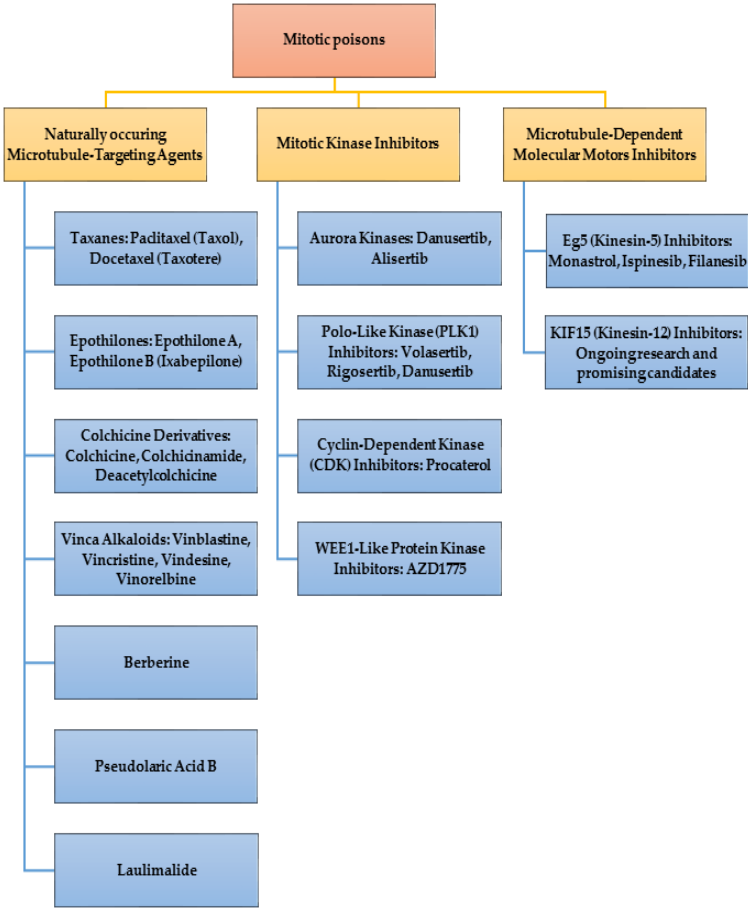 Mitotic poisons
Naturally occuring
Microtubule-Targeting Agents
Taxanes: Paclitaxel (Taxol),
Docetaxel (Taxotere)
Epothilones: Epothilone A,
Epothilone B (Ixabepilone)
Colchicine Derivatives:
Colchicine, Colchicinamide,
Deacetylcolchicine
Vinca Alkaloids: Vinblastine,
Vincristine, Vindesine,
Vinorelbine
Berberine
Pseudolaric Acid B
Laulimalide
Mitotic Kinase Inhibitors
Aurora Kinases: Danusertib,
Alisertib
Polo-Like Kinase (PLK1)
Inhibitors: Volasertib,
Rigosertib, Danusertib
Cyclin-Dependent Kinase
(CDK) Inhibitors: Procaterol
WEE1-Like Protein Kinase
Inhibitors: AZD1775
Microtubule-Dependent
Molecular Motors Inhibitors
Eg5 (Kinesin-5) Inhibitors:
Monastrol, Ispinesib, Filanesib
KIF15 (Kinesin-12) Inhibitors:
Ongoing research and
promising candidates